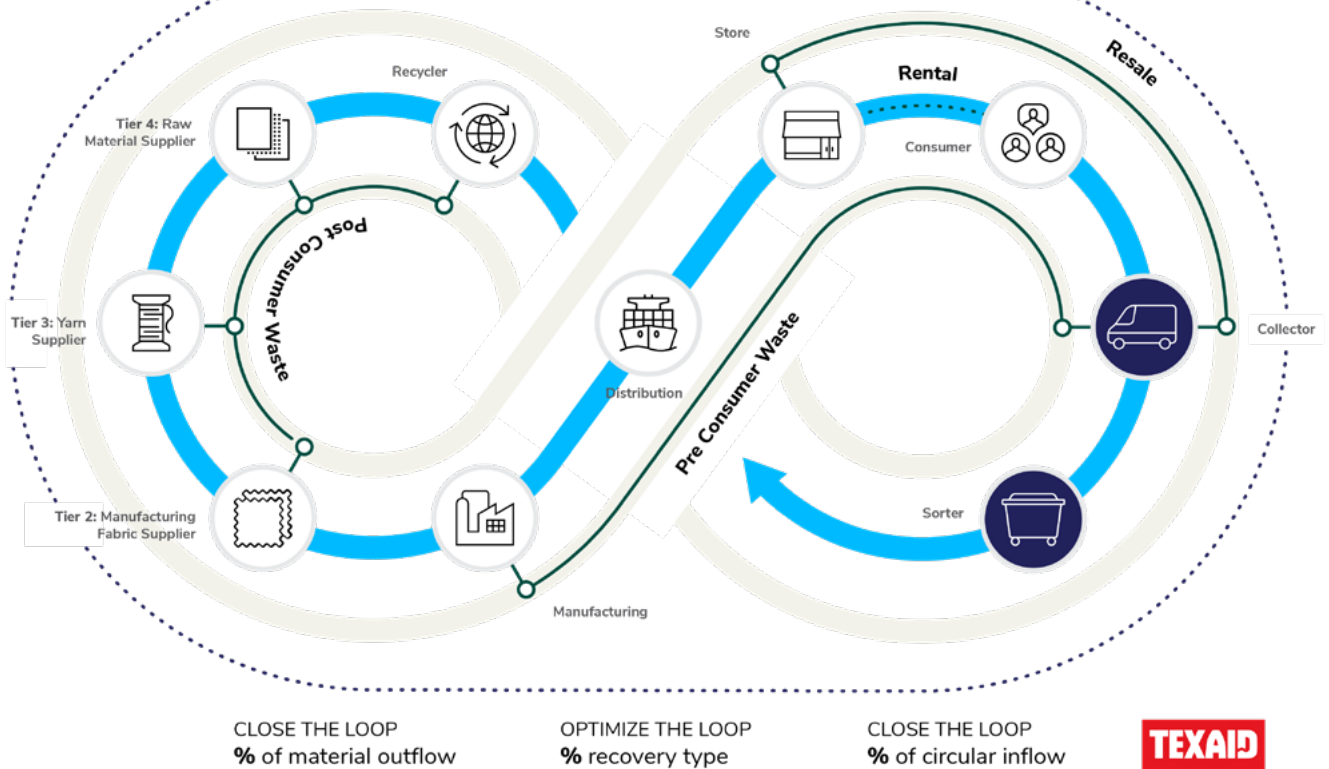 Store
Rental
Resale
Recycler
Tier 4: Raw
Material Supplier
Consumer
Post Consumer Waste
Tier 3: Yarn
Supplier
Collector
Distribution
Pre Consumer Waste
Tier 2: Manufacturing
Fabric Supplier
Sorter
Manufacturing
CLOSE THE LOOP
% of material outflow
OPTIMIZE THE LOOP
% recovery type
CLOSE THE LOOP
% of circular inflow
TEXAID